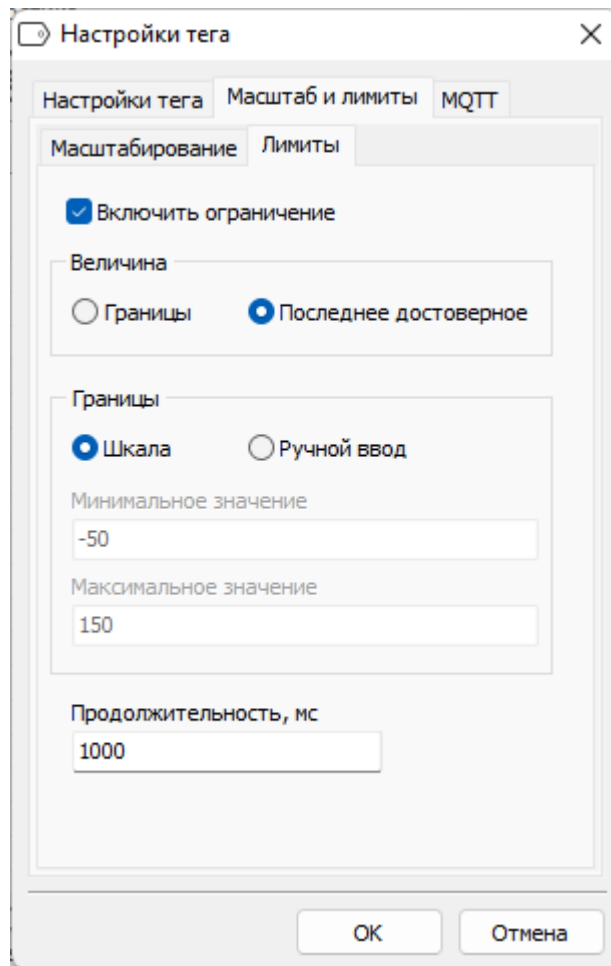 Настройки тега
Настройки тега Масштаб и лимиты MQTT
Масштабирование Лимиты
Включить ограничение
Величина
Границы Последнее достоверное
Границы
Шкала Ручной ввод
Минимальное значение
-50
Максимальное значение
150
Продолжительность, мс
1000
OK Отмена